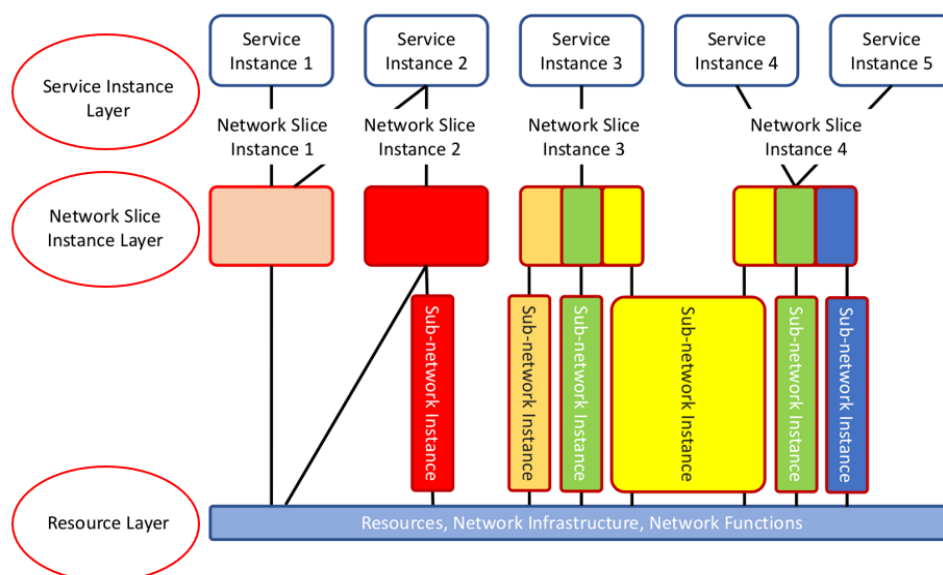 Service Instance
Layer
Service
Instance 1
Service
Instance 2
Service
Instance 3
Service
Instance 4
Service
Instance 5
Network Slice
Instance 1
Network Slice
Instance 2
Network Slice
Instance 3
Network Slice
Instance 4
Network Slice
Instance Layer
Sub-network Instance
Sub-network Instance
Sub-network Instance
Sub-network Instance
Sub-network Instance
Sub-network Instance
Resource Layer
Resources, Network Infrastructure, Network Functions